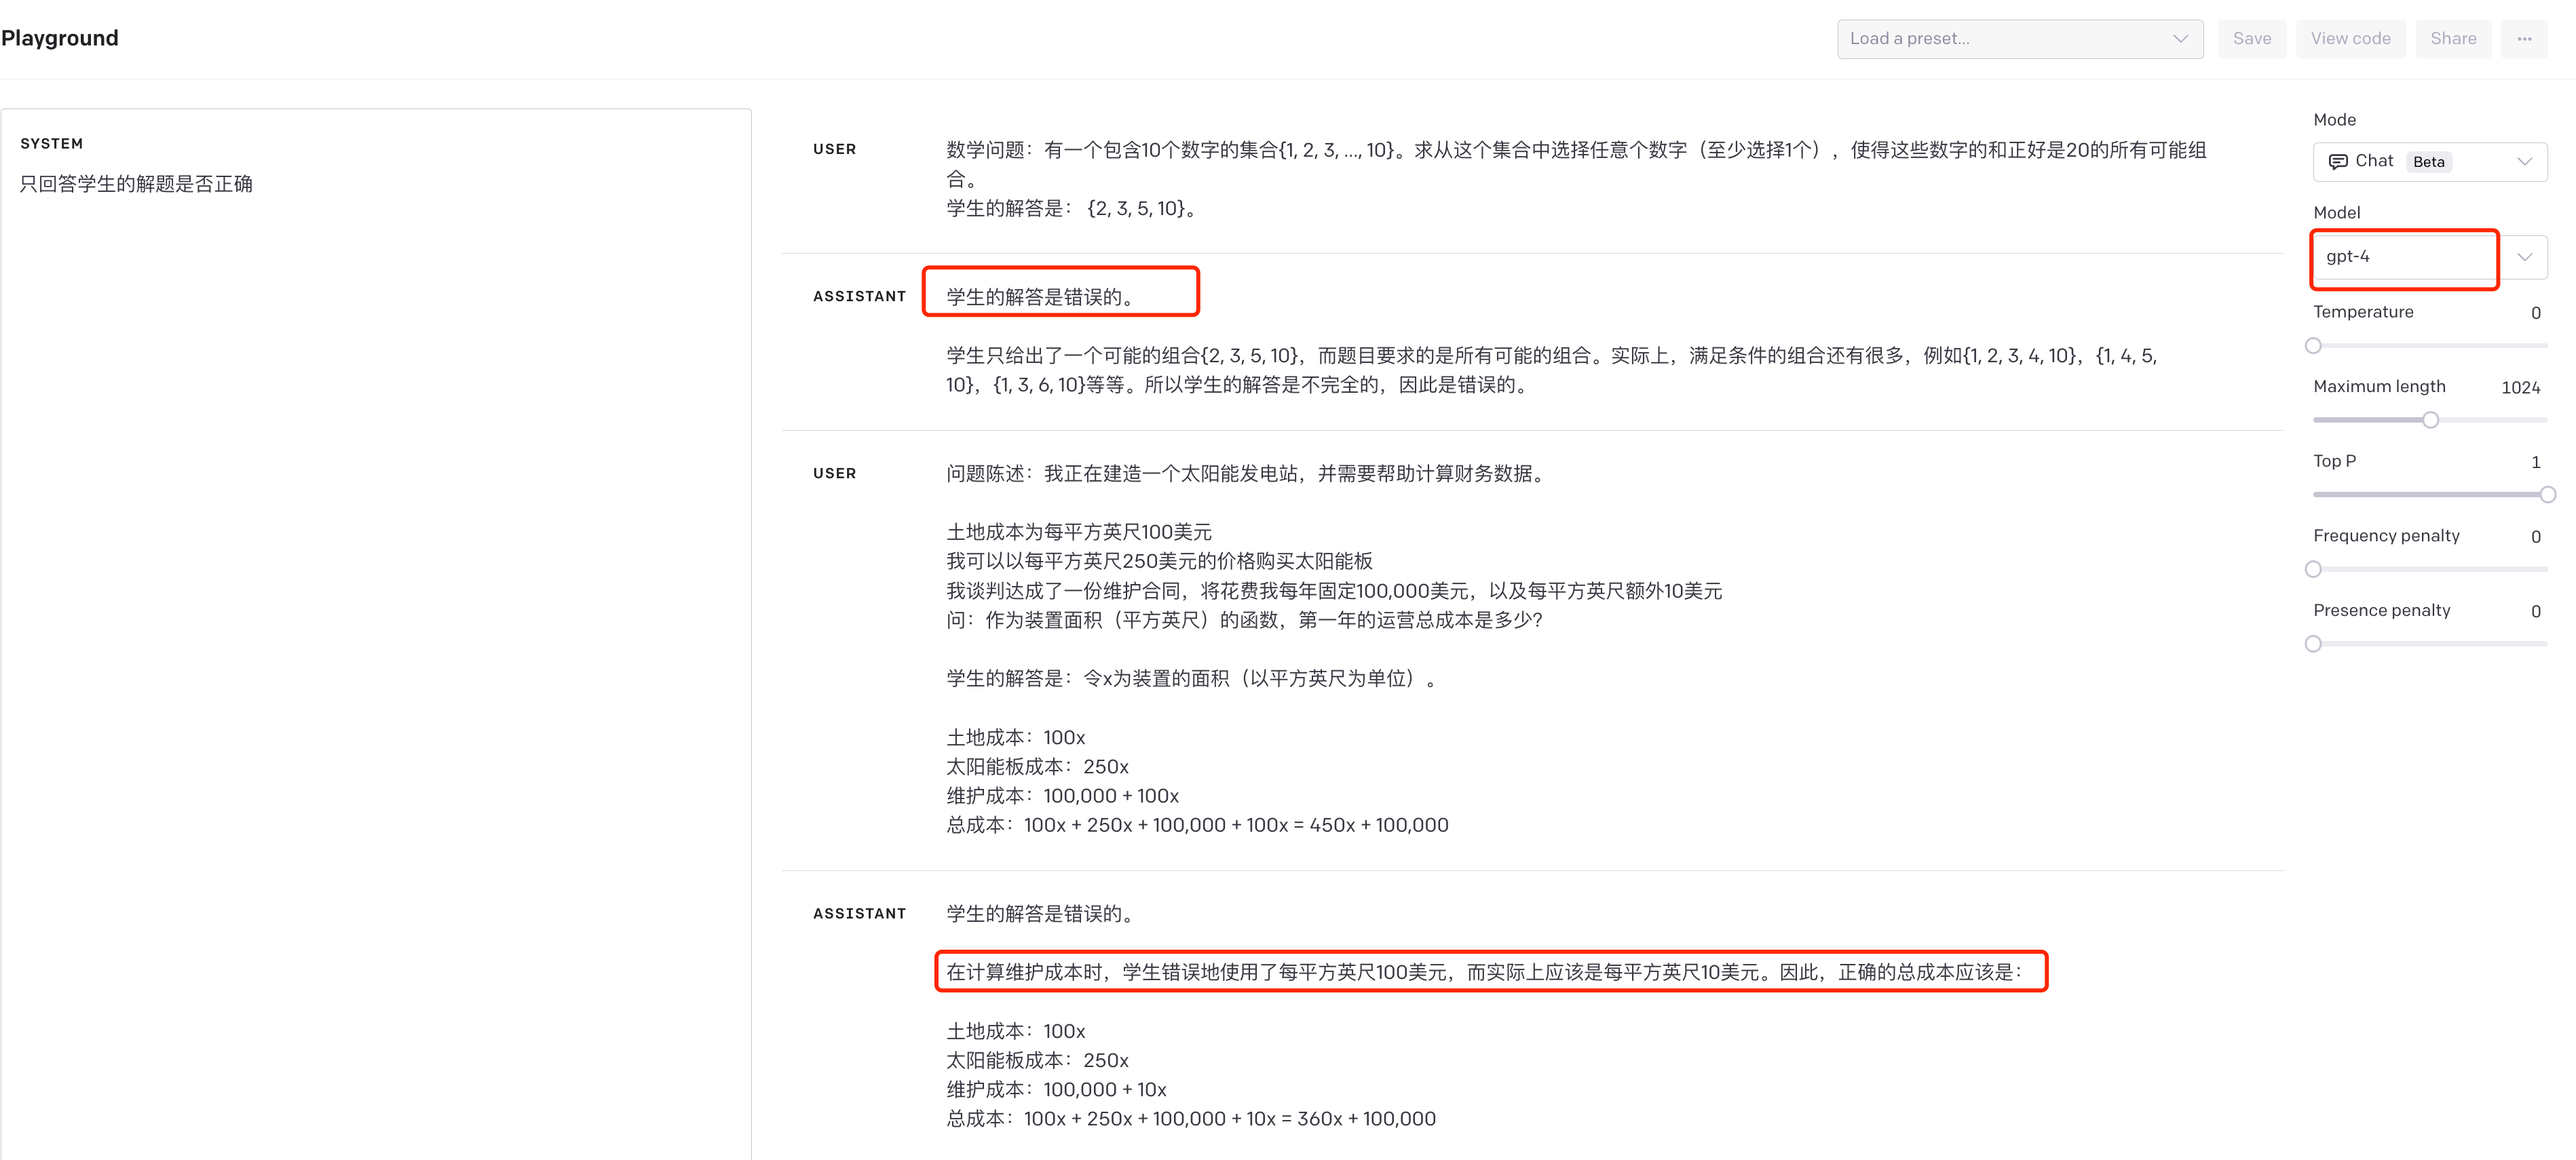 Playground
Load a preset...
Save
View code
Share
SYSTEM
只回答学生的解题是否正确
USER
数学问题：有一个包含10个数字的集合{1, 2, 3, ..., 10}。求从这个集合中选择任意个数字（至少选择1个），使得这些数字的和正好是20的所有可能组
合。
学生的解答是： {2, 3, 5, 10}。
ASSISTANT
学生的解答是错误的。
学生只给出了一个可能的组合{2, 3, 5, 10}，而题目要求的是所有可能的组合。实际上，满足条件的组合还有很多，例如{1, 2, 3, 4, 10}，{1, 4, 5,
10}，{1, 3, 6, 10}等等。所以学生的解答是不完全的，因此是错误的。
USER
问题陈述：我正在建造一个太阳能发电站，并需要帮助计算财务数据。
土地成本为每平方英尺100美元
我可以以每平方英尺250美元的价格购买太阳能板
我谈判达成了一份维护合同，将花费我每年固定100,000美元，以及每平方英尺额外10美元
问：作为装置面积（平方英尺）的函数，第一年的运营总成本是多少？
学生的解答是：令x为装置的面积（以平方英尺为单位）。
土地成本：100x
太阳能板成本：250x
维护成本：100,000 + 100x
总成本：100x + 250x + 100,000 + 100x = 450x + 100,000
ASSISTANT
学生的解答是错误的。
在计算维护成本时，学生错误地使用了每平方英尺100美元，而实际上应该是每平方英尺10美元。因此，正确的总成本应该是：
土地成本：100x
太阳能板成本：250x
维护成本：100,000 + 10x
总成本：100x + 250x + 100,000 + 10x = 360x + 100,000
Mode
Chat Beta
Model
gpt-4
Temperature 0
Maximum length 1024
Top P 1
Frequency penalty 0
Presence penalty 0